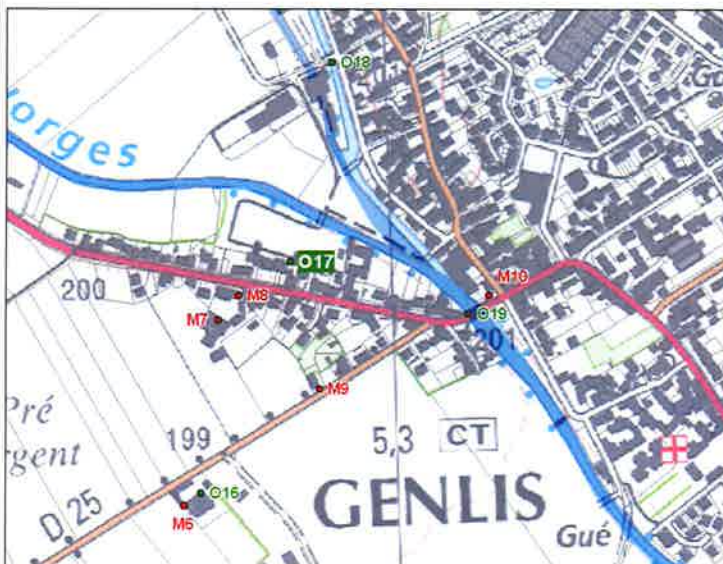 O18
orges
O17
200
M8
M7
M10
O19
201
M9
Pré
rgent
199
5,3
CT
D 25
O16
M6
GENLIS
Gué